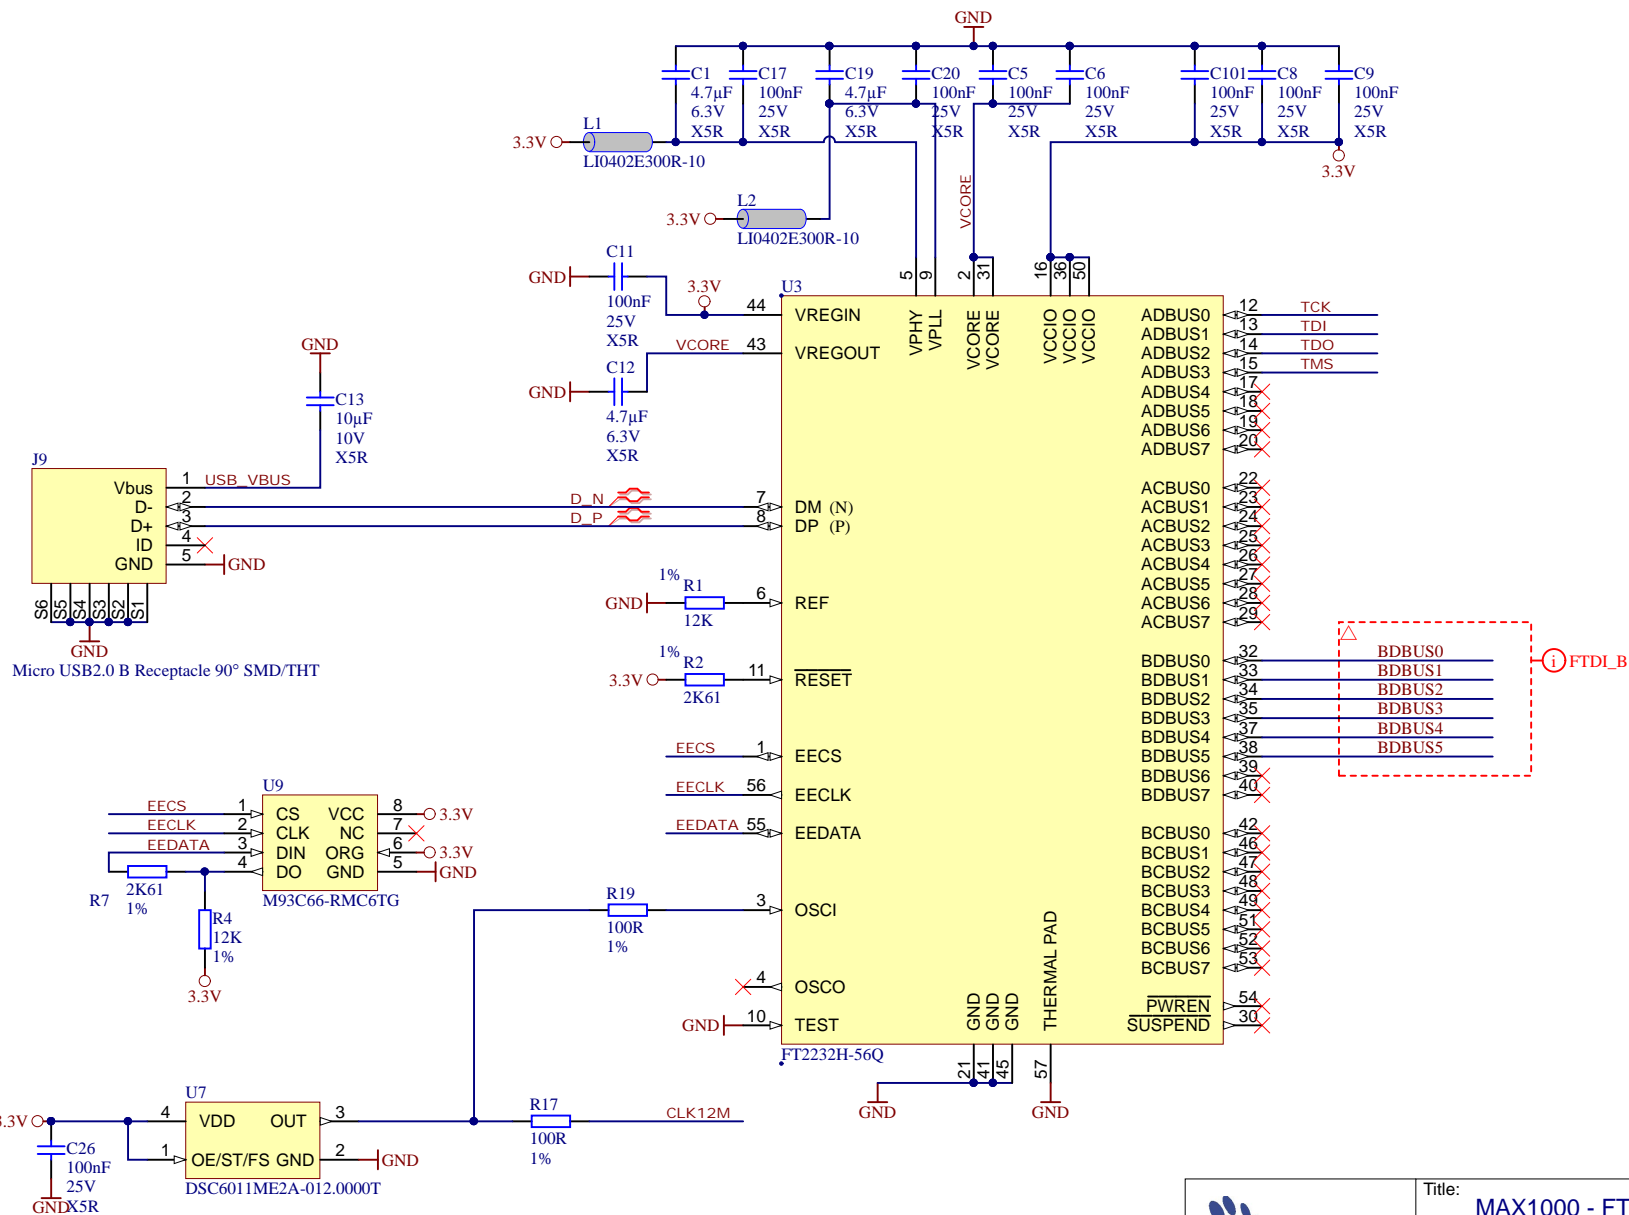 GND
C1
4.7µF
6.3V
X5R
C17
100nF
25V
X5R
C19
4.7µF
6.3V
X5R
C20
100nF
25V
X5R
C5
100nF
25V
X5R
C6
100nF
25V
X5R
C101
100nF
25V
X5R
C8
100nF
25V
X5R
C9
100nF
25V
X5R
3.3V
L1
LI0402E300R-10
3.3V
3.3V
L2
LI0402E300R-10
VCORE
GND
C11
100nF
25V
X5R
3.3V
VCORE
GND
C12
4.7µF
6.3V
X5R
U3
5 VPHY
9 VPLL
2 VCORE
31 VCORE
16 VCCIO
36 VCCIO
50 VCCIO
44 VREGIN
43 VREGOUT
7 DM (N)
8 DP (P)
6 REF
11 RESET
1 EECS
56 EECLK
55 EEDATA
3 OSCI
4 OSCO
10 TEST
ADBUS0 12 TCK
ADBUS1 13 TDI
ADBUS2 14 TDO
ADBUS3 15 TMS
ADBUS4 17
ADBUS5 18
ADBUS6 19
ADBUS7 20
ACBUS0 22
ACBUS1 23
ACBUS2 24
ACBUS3 25
ACBUS4 26
ACBUS5 27
ACBUS6 28
ACBUS7 29
BDBUS0 32 BDBUS0
BDBUS1 33 BDBUS1
BDBUS2 34 BDBUS2
BDBUS3 35 BDBUS3
BDBUS4 37 BDBUS4
BDBUS5 38 BDBUS5
BDBUS6 39
BDBUS7 40
i FTDI_B
BCBUS0 42
BCBUS1 46
BCBUS2 47
BCBUS3 48
BCBUS4 49
BCBUS5 51
BCBUS6 52
BCBUS7 53
PWREN 54
SUSPEND 30
GND 21
GND 41
GND 45
THERMAL PAD 57
GND
GND
FT2232H-56Q
GND
C13
10µF
10V
X5R
J9
Vbus 1 USB_VBUS
D- 2
D+ 3
ID 4
GND 5 GND
S6 S5 S4 S3 S2 S1
GND
Micro USB2.0 B Receptacle 90° SMD/THT
D_N
D_P
1%
R1
GND
12K
1%
R2
3.3V
2K61
EECS
EECLK
EEDATA
U9
EECS 1 CS
EECLK 2 CLK
EEDATA 3 DIN
4 DO
VCC 8 3.3V
NC 7
ORG 6 3.3V
GND 5 GND
M93C66-RMC6TG
R7
2K61
1%
R4
12K
1%
3.3V
R19
100R
1%
GND
U7
3.3V
4 VDD
1 OE/ST/FS
OUT 3
GND 2 GND
DSC6011ME2A-012.0000T
C26
100nF
25V
X5R
GND
R17
100R
1%
CLK12M
Title:
MAX1000 - FT